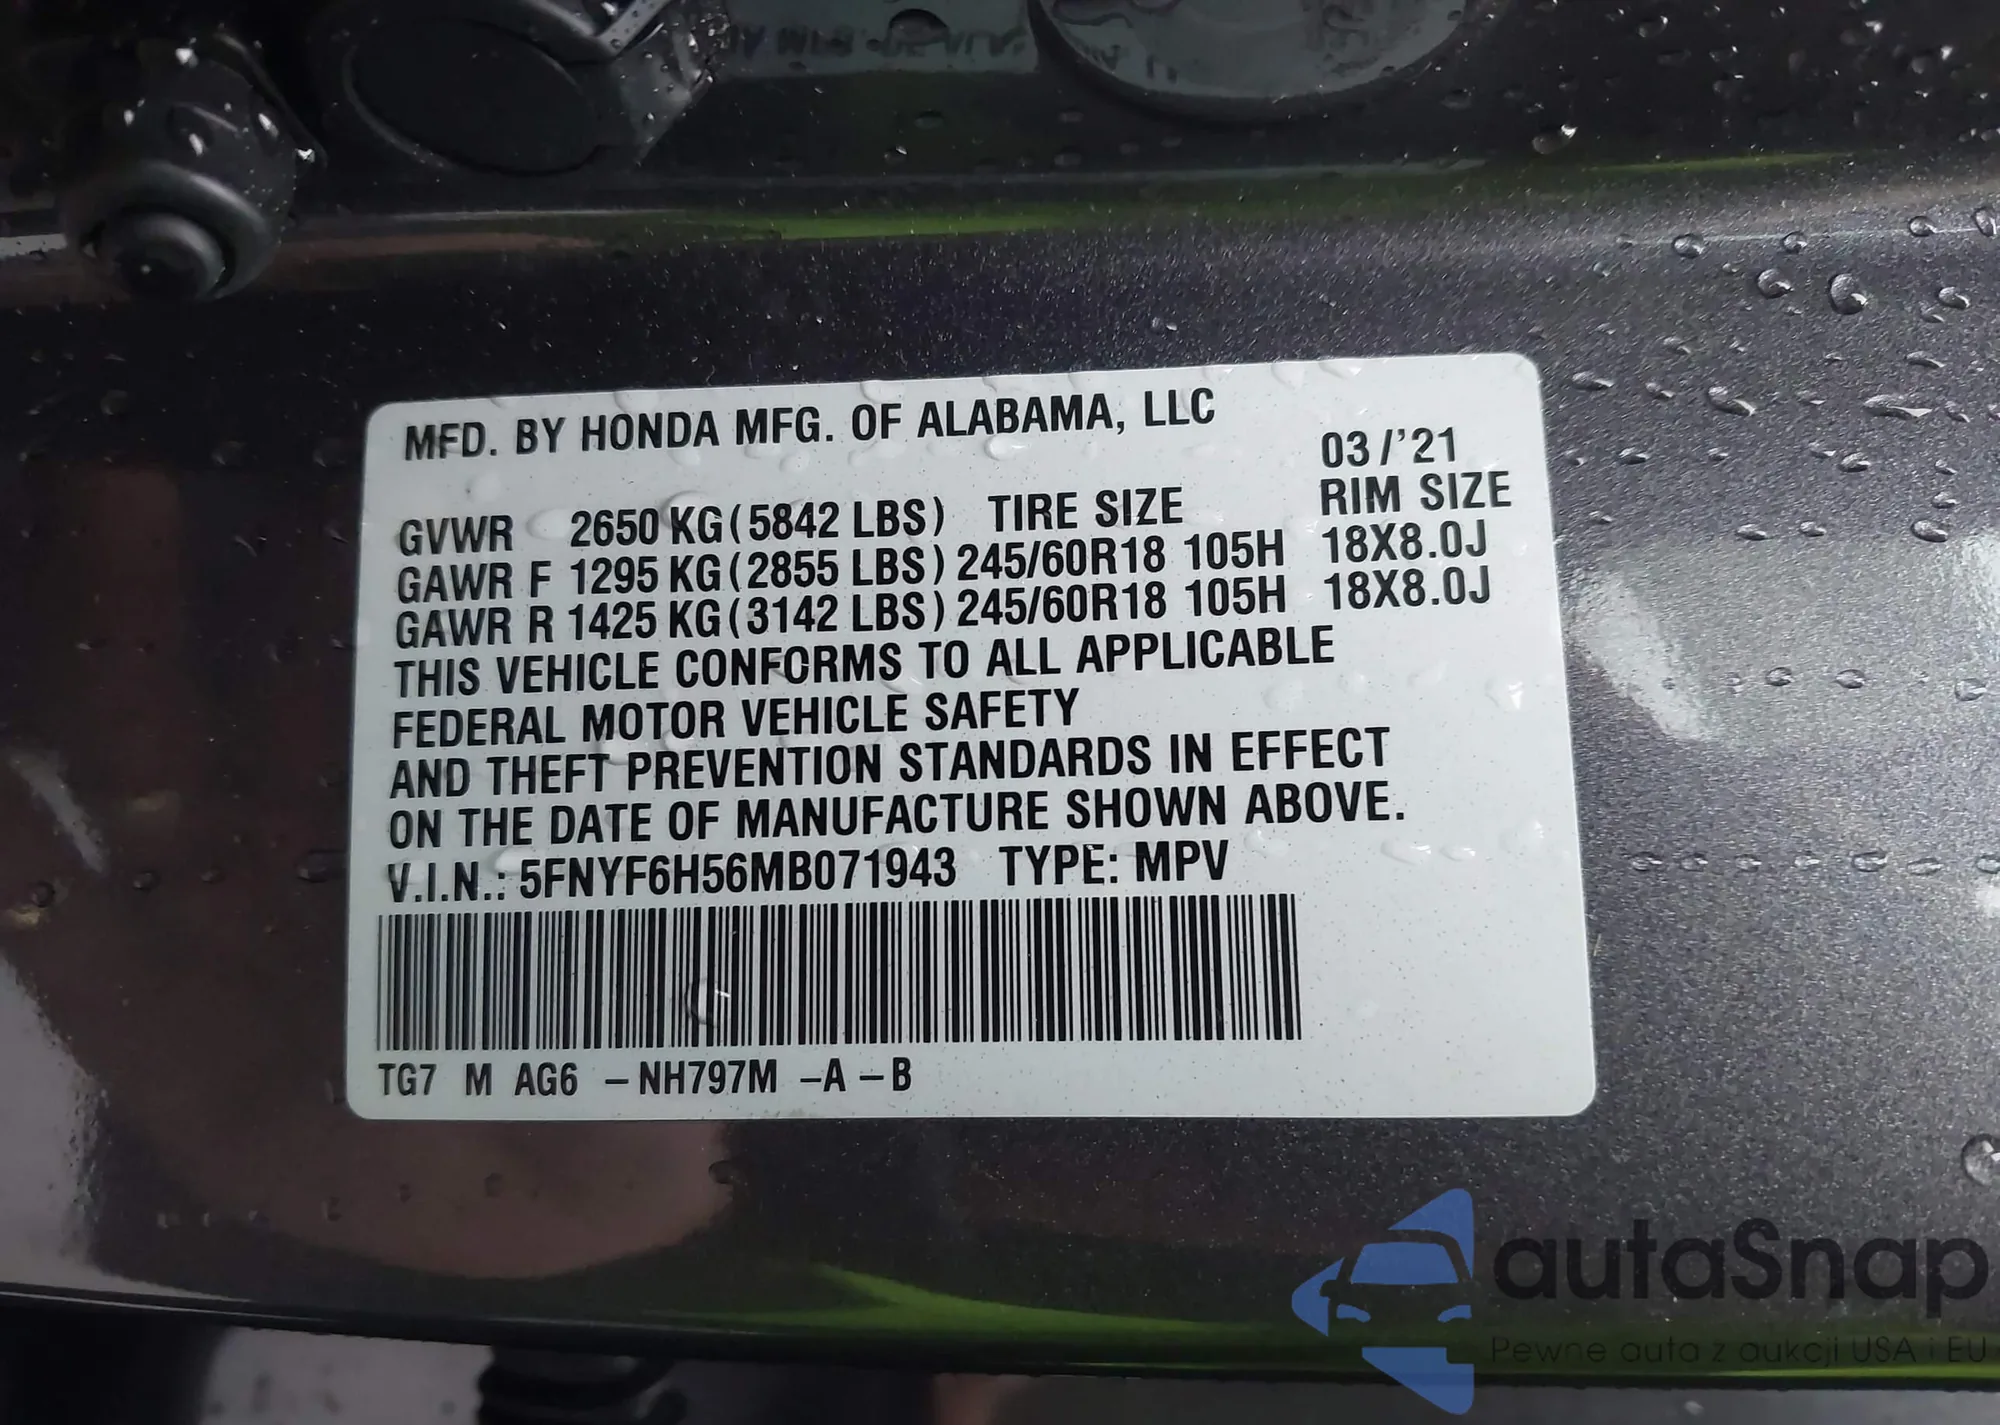 MFD. BY HONDA MFG. OF ALABAMA, LLC
03/'21
GVWR 2650 KG (5842 LBS) TIRE SIZE RIM SIZE
GAWR F 1295 KG (2855 LBS) 245/60R18 105H 18X8.0J
GAWR R 1425 KG (3142 LBS) 245/60R18 105H 18X8.0J
THIS VEHICLE CONFORMS TO ALL APPLICABLE
FEDERAL MOTOR VEHICLE SAFETY
AND THEFT PREVENTION STANDARDS IN EFFECT
ON THE DATE OF MANUFACTURE SHOWN ABOVE.
V.I.N.: 5FNYF6H56MB071943 TYPE: MPV
TG7 M AG6 –NH797M –A –B
autaSnap
Pewne auta z aukcji USA i EU